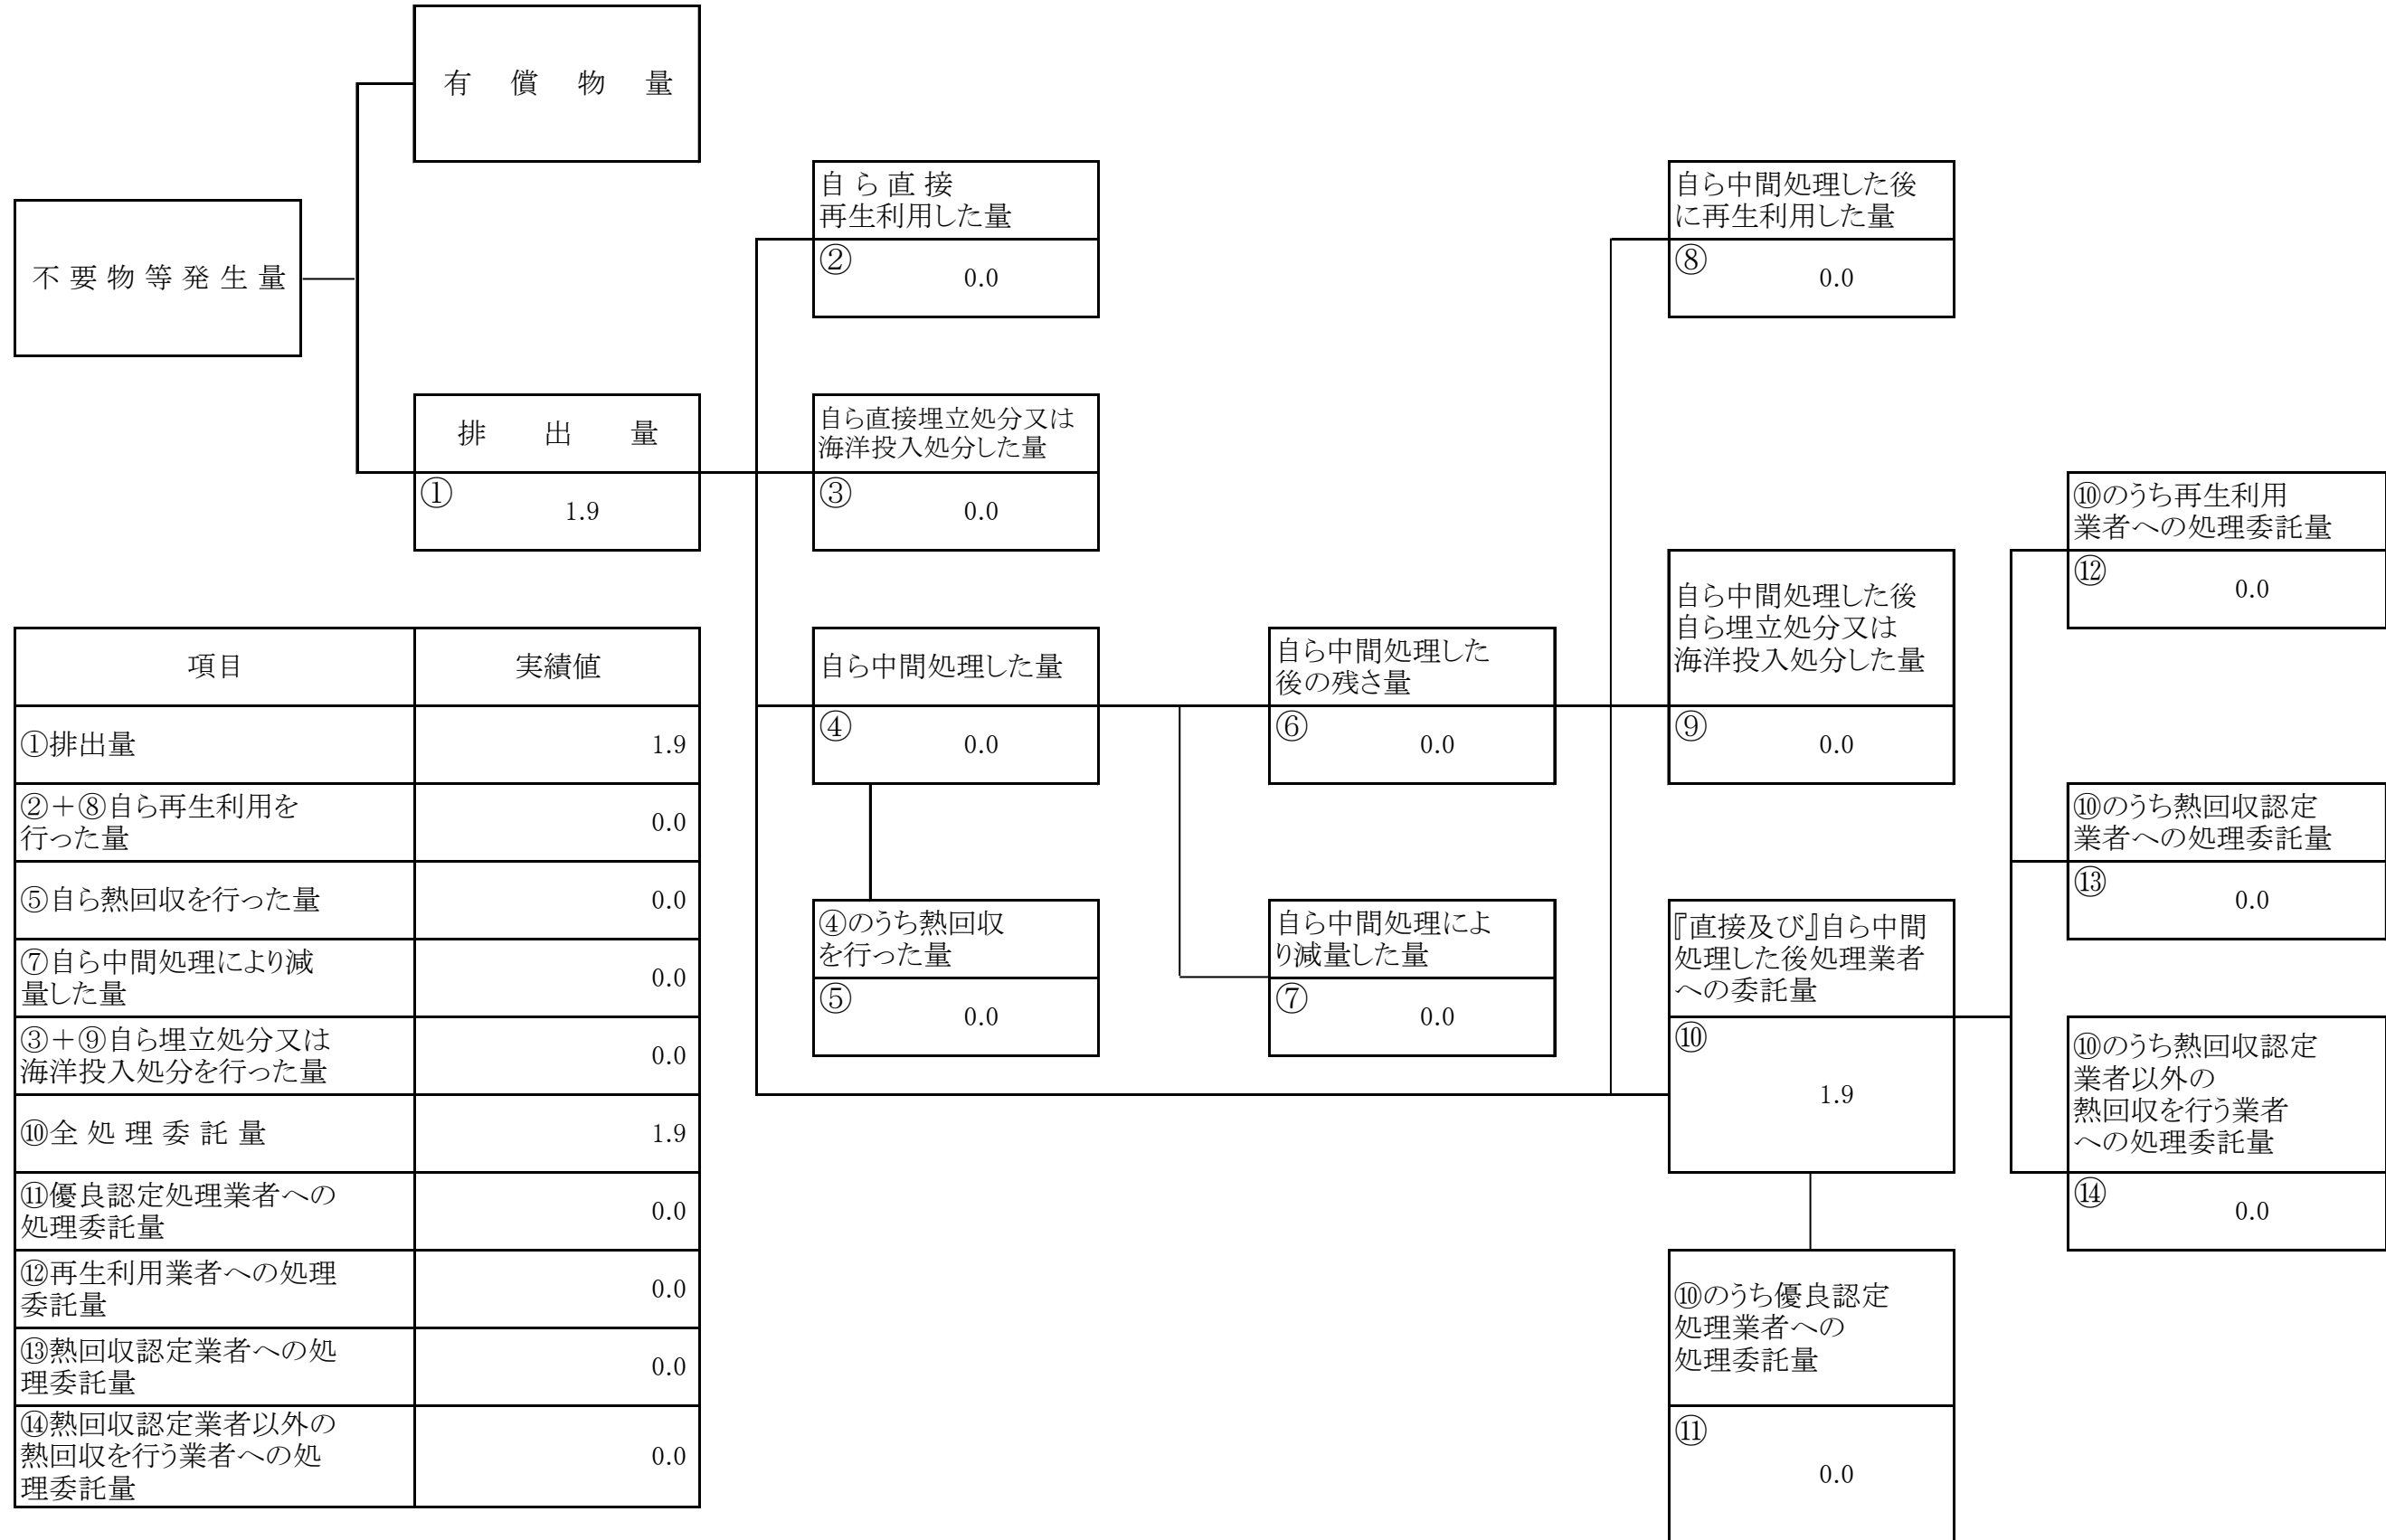 有償物量
不要物等発生量
排出量
①
1.9
自ら直接
再生利用した量
②
0.0
自ら直接埋立処分又は
海洋投入処分した量
③
0.0
自ら中間処理した量
④
0.0
④のうち熱回収
を行った量
⑤
0.0
自ら中間処理した
後の残さ量
⑥
0.0
自ら中間処理によ
り減量した量
⑦
0.0
自ら中間処理した後
に再生利用した量
⑧
0.0
自ら中間処理した後
自ら埋立処分又は
海洋投入処分した量
⑨
0.0
『直接及び』自ら中間
処理した後処理業者
への委託量
⑩
1.9
⑩のうち優良認定
処理業者への
処理委託量
⑪
0.0
⑩のうち再生利用
業者への処理委託量
⑫
0.0
⑩のうち熱回収認定
業者への処理委託量
⑬
0.0
⑩のうち熱回収認定
業者以外の
熱回収を行う業者
への処理委託量
⑭
0.0
項目 実績値
①排出量 1.9
②＋⑧自ら再生利用を
行った量 0.0
⑤自ら熱回収を行った量 0.0
⑦自ら中間処理により減
量した量 0.0
③＋⑨自ら埋立処分又は
海洋投入処分を行った量 0.0
⑩全処理委託量 1.9
⑪優良認定処理業者への
処理委託量 0.0
⑫再生利用業者への処理
委託量 0.0
⑬熱回収認定業者への処
理委託量 0.0
⑭熱回収認定業者以外の
熱回収を行う業者への処
理委託量 0.0